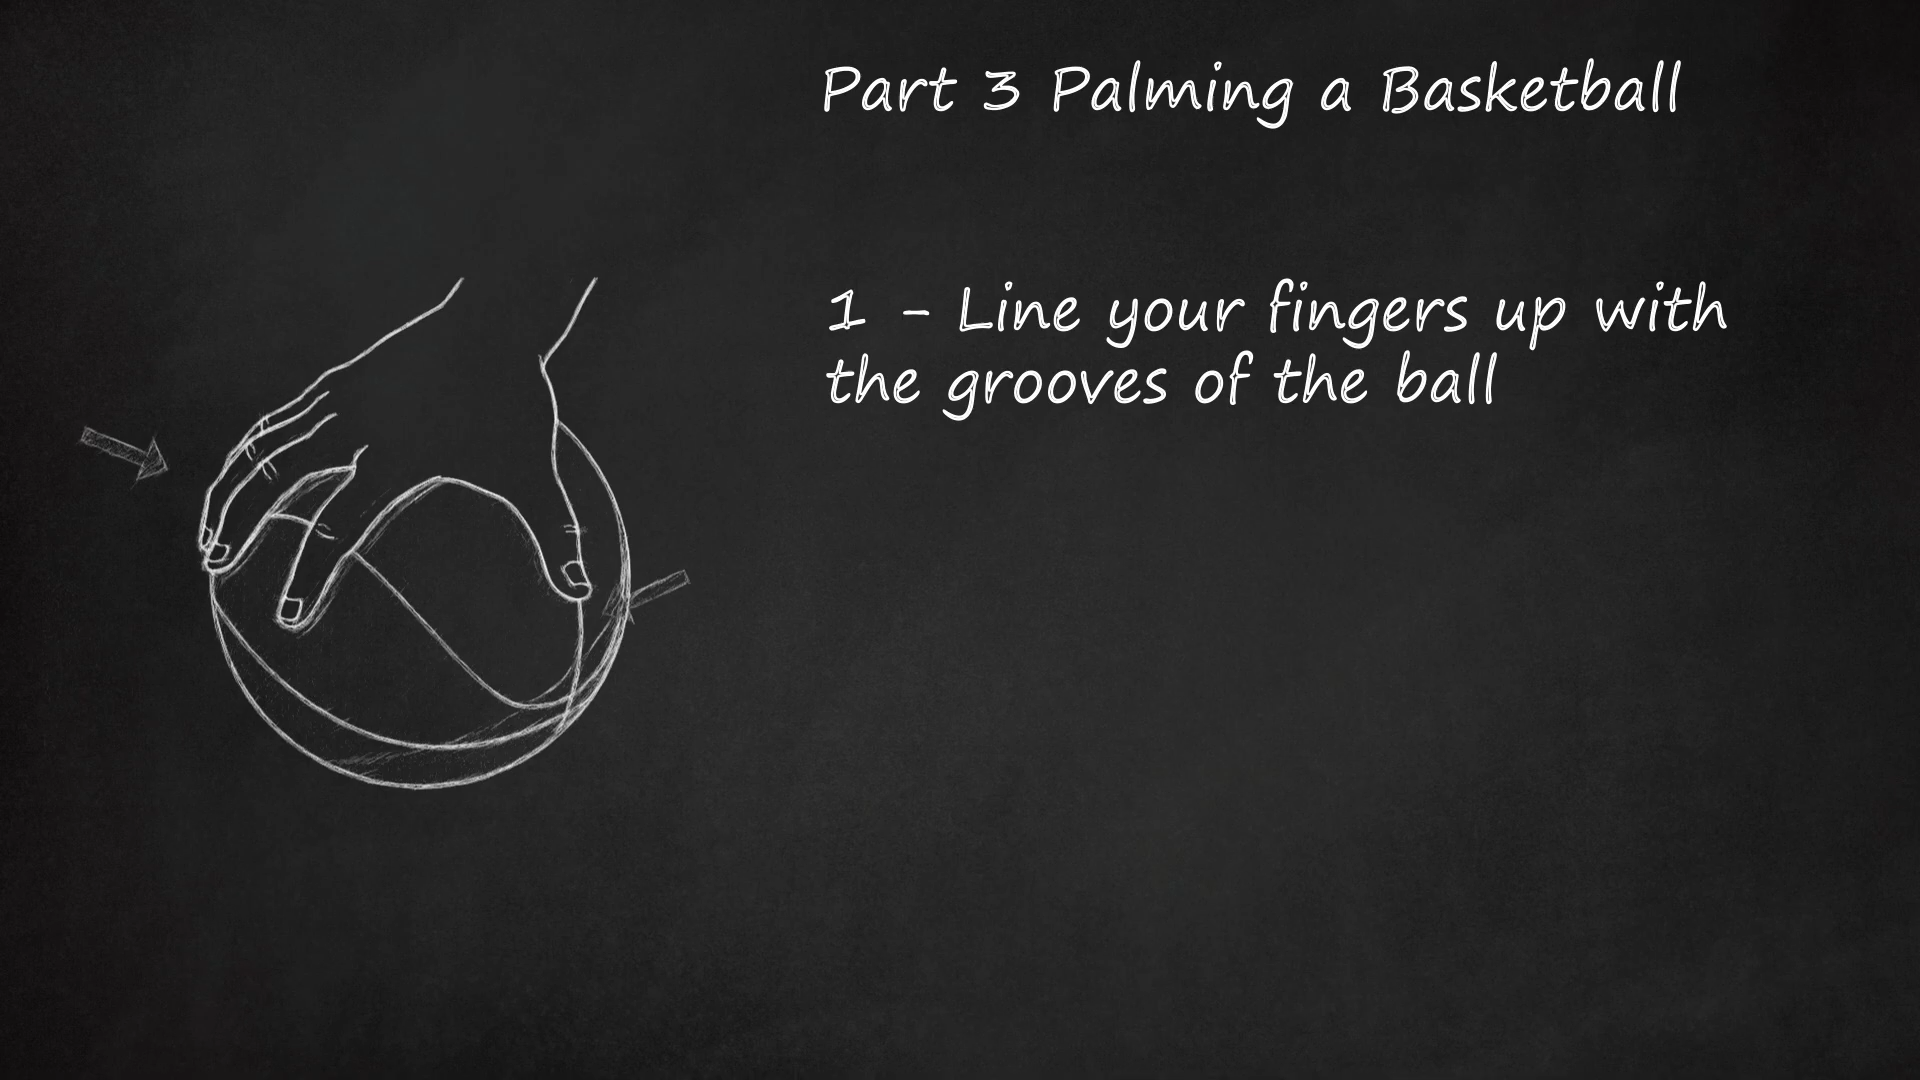 Part 3 Palming a Basketball
1 - Line your fingers up with
the grooves of the ball